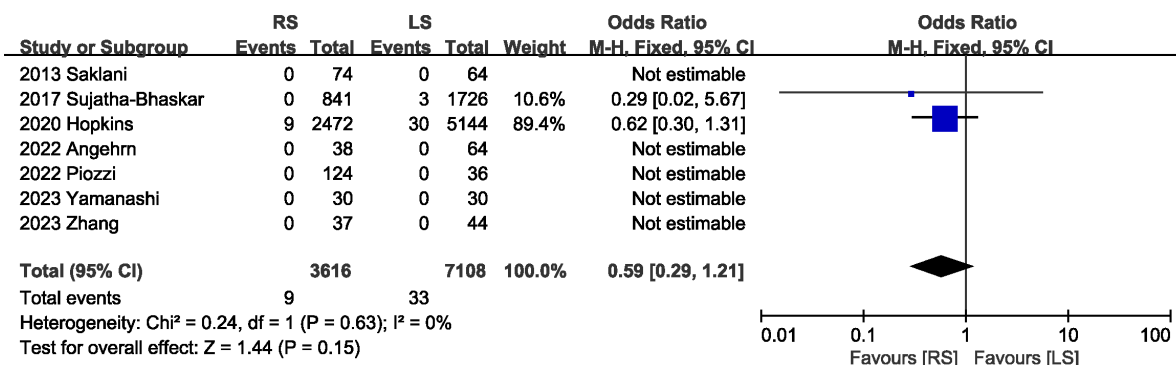 RS LS Odds Ratio Odds Ratio
Study or Subgroup Events Total Events Total Weight M-H, Fixed, 95% CI M-H, Fixed, 95% CI
2013 Saklani 0 74 0 64 Not estimable
2017 Sujatha-Bhaskar 0 841 3 1726 10.6% 0.29 [0.02, 5.67]
2020 Hopkins 9 2472 30 5144 89.4% 0.62 [0.30, 1.31]
2022 Angehrn 0 38 0 64 Not estimable
2022 Piozzi 0 124 0 36 Not estimable
2023 Yamanashi 0 30 0 30 Not estimable
2023 Zhang 0 37 0 44 Not estimable
Total (95% CI) 3616 7108 100.0% 0.59 [0.29, 1.21]
Total events 9 33
Heterogeneity: Chi² = 0.24, df = 1 (P = 0.63); I² = 0%
Test for overall effect: Z = 1.44 (P = 0.15)
0.01 0.1 1 10 100
Favours [RS] Favours [LS]